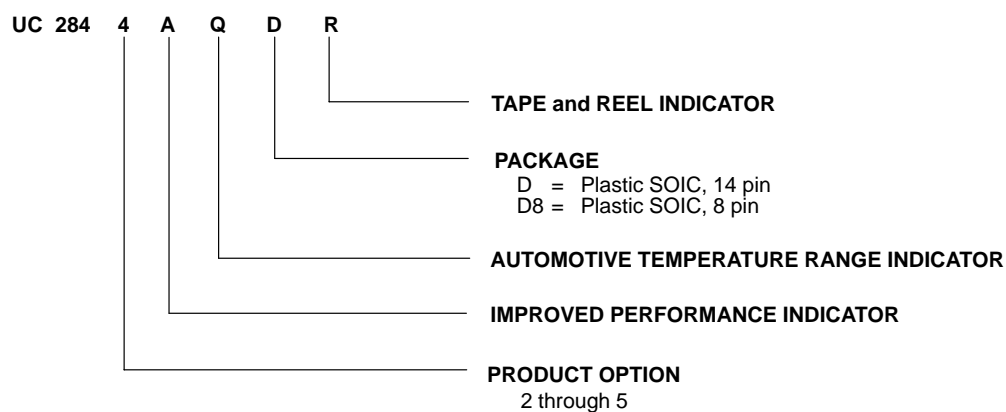 UC 284 4 A Q D R
TAPE and REEL INDICATOR
PACKAGE
D = Plastic SOIC, 14 pin
D8 = Plastic SOIC, 8 pin
AUTOMOTIVE TEMPERATURE RANGE INDICATOR
IMPROVED PERFORMANCE INDICATOR
PRODUCT OPTION
2 through 5